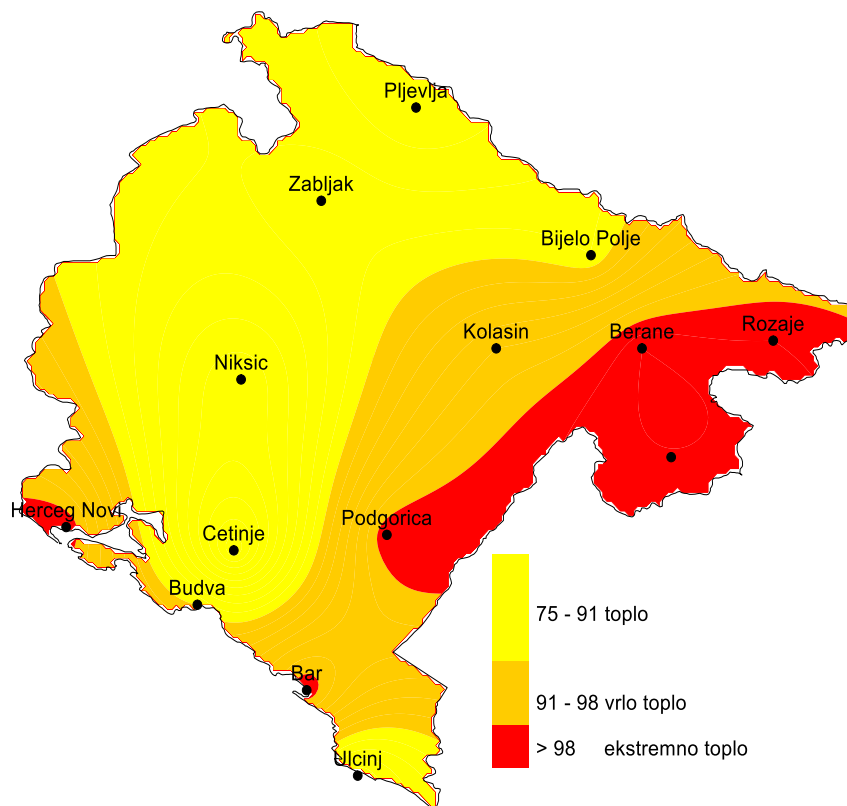 Pljevlja
Zabljak
Bijelo Polje
Kolasin
Berane
Rozaje
Niksic
Herceg Novi
Podgorica
Cetinje
Budva
75 - 91 toplo
Bar
91 - 98 vrlo toplo
> 98 ekstremno toplo
Ulcinj